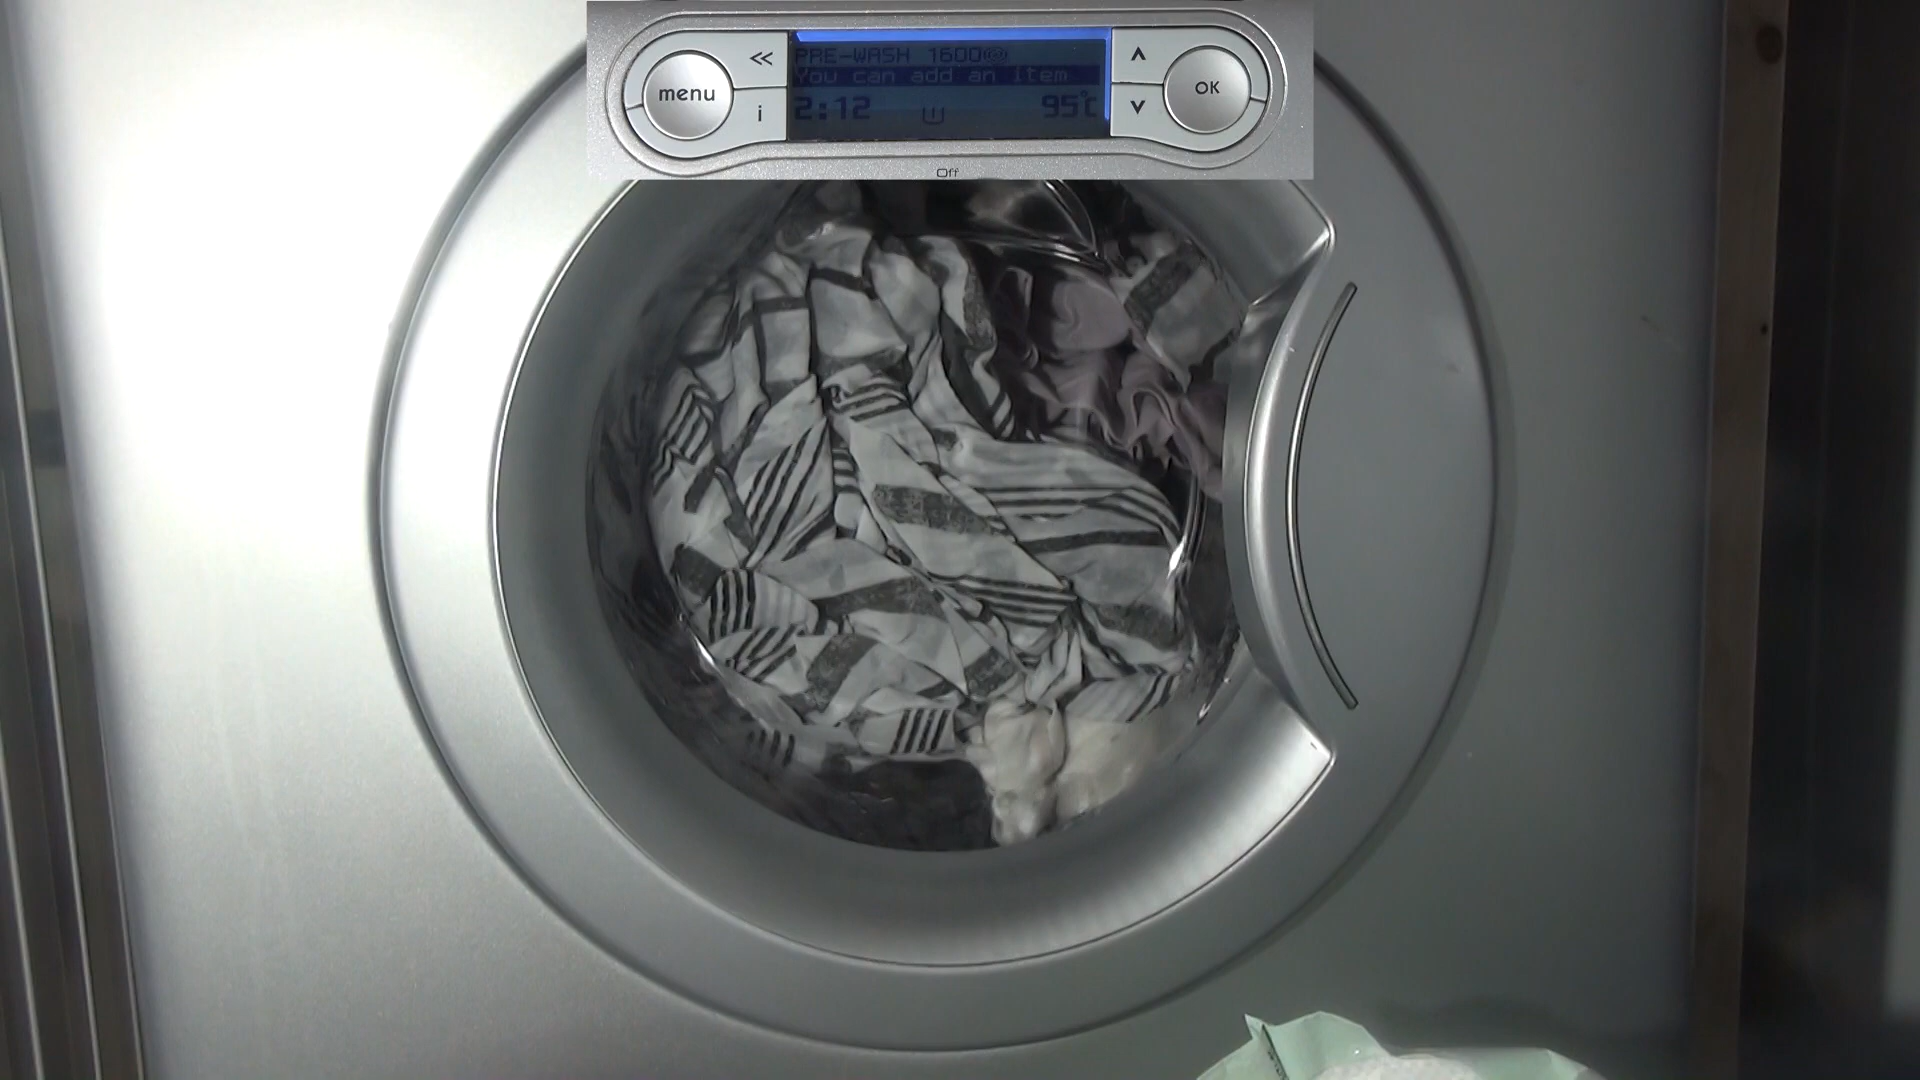 menu
<<
i
PRE-WASH 1600
You can add an item
2:12 95°C
OK
Off